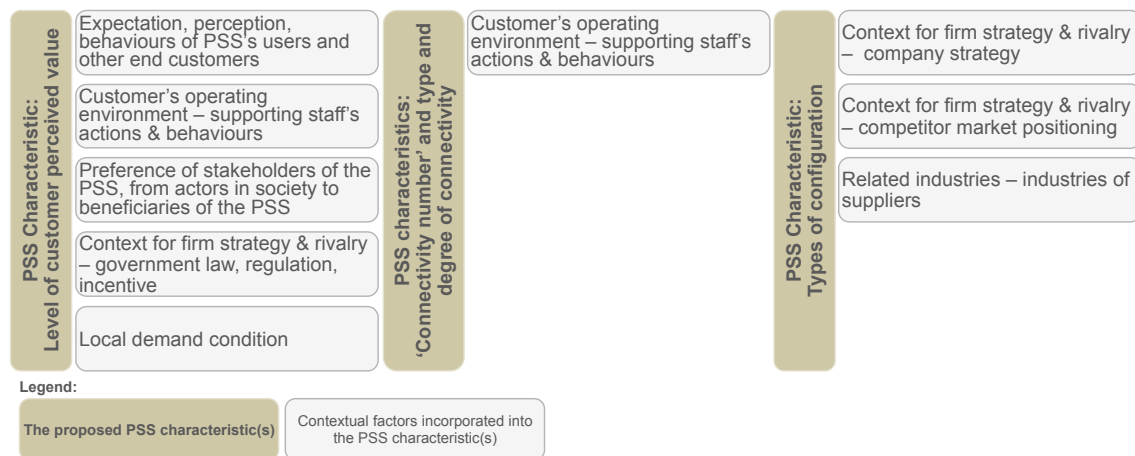 PSS Characteristic:
Level of customer perceived value
Expectation, perception,
behaviours of PSS's users and
other end customers
Customer's operating
environment – supporting staff's
actions & behaviours
Preference of stakeholders of the
PSS, from actors in society to
beneficiaries of the PSS
Context for firm strategy & rivalry
– government law, regulation,
incentive
Local demand condition
PSS characteristics:
‘Connectivity number’ and type and
degree of connectivity
Customer's operating
environment – supporting staff's
actions & behaviours
PSS Characteristic:
Types of configuration
Context for firm strategy & rivalry
– company strategy
Context for firm strategy & rivalry
– competitor market positioning
Related industries – industries of
suppliers
Legend:
The proposed PSS characteristic(s)
Contextual factors incorporated into
the PSS characteristic(s)